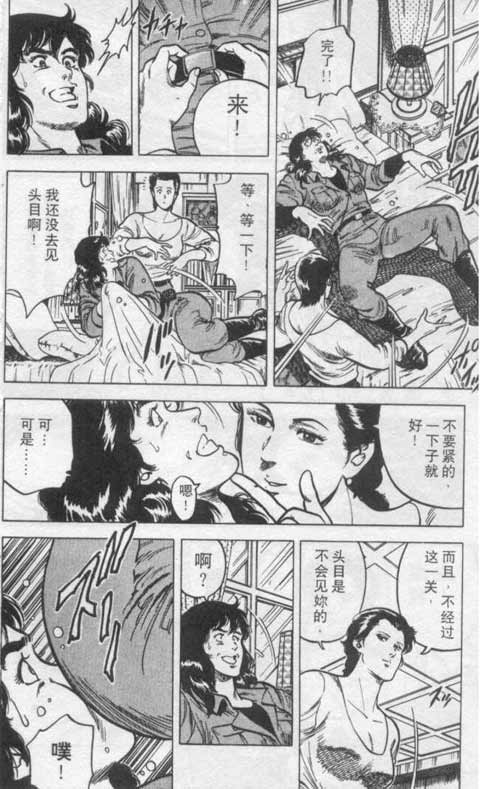 完了!!
来!
等、等一下!
我还没去见
头目啊!
不要紧的，
一下子就
好!
嗯!
可…
可是……
而且，不经过
这一关，
头目是
不会见妳的，
啊?
噗!